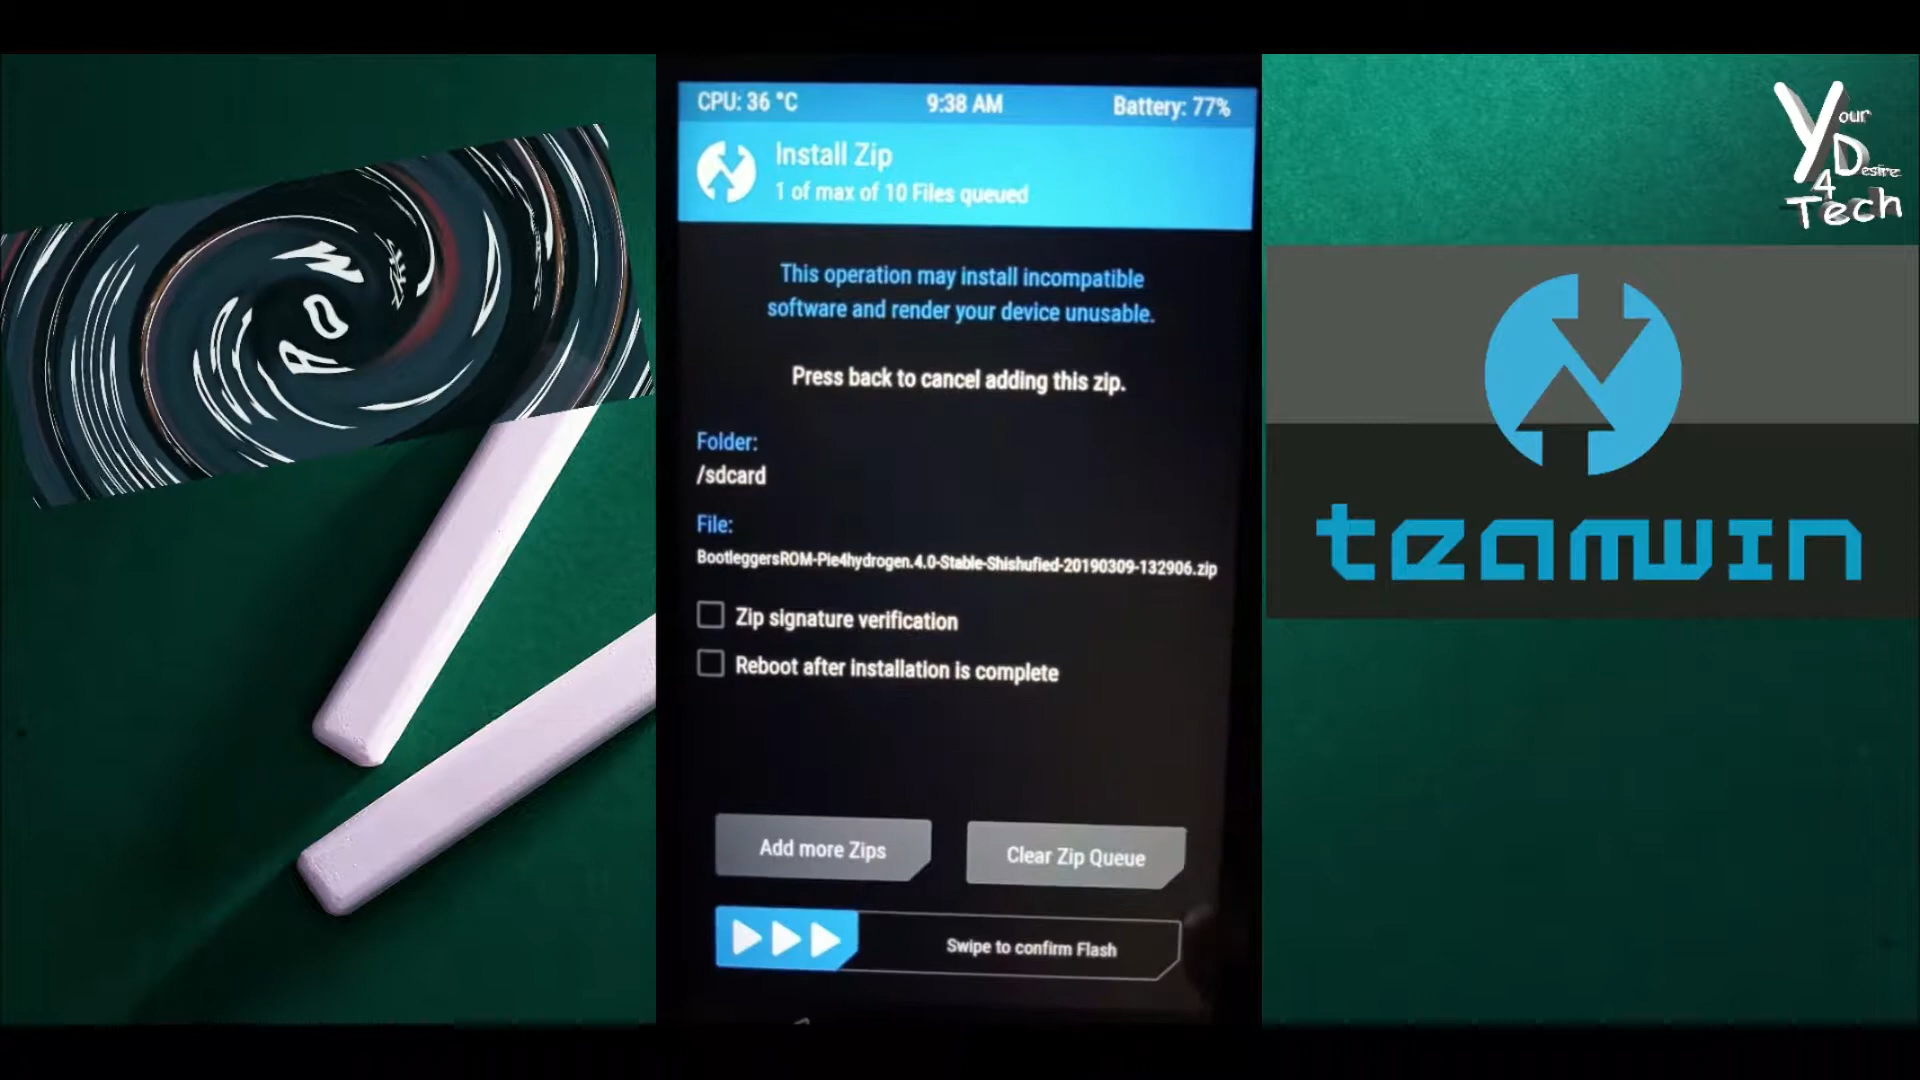 ROM
CPU: 36 °C
9:38 AM
Battery: 77%
Install Zip
1 of max of 10 Files queued
This operation may install incompatible
software and render your device unusable.
Press back to cancel adding this zip.
Folder:
/sdcard
File:
BootleggersROM-Pie4hydrogen.4.0-Stable-Shishufied-20190309-132906.zip
Zip signature verification
Reboot after installation is complete
Add more Zips
Clear Zip Queue
Swipe to confirm Flash
Your
Desire
4
Tech
teamwin